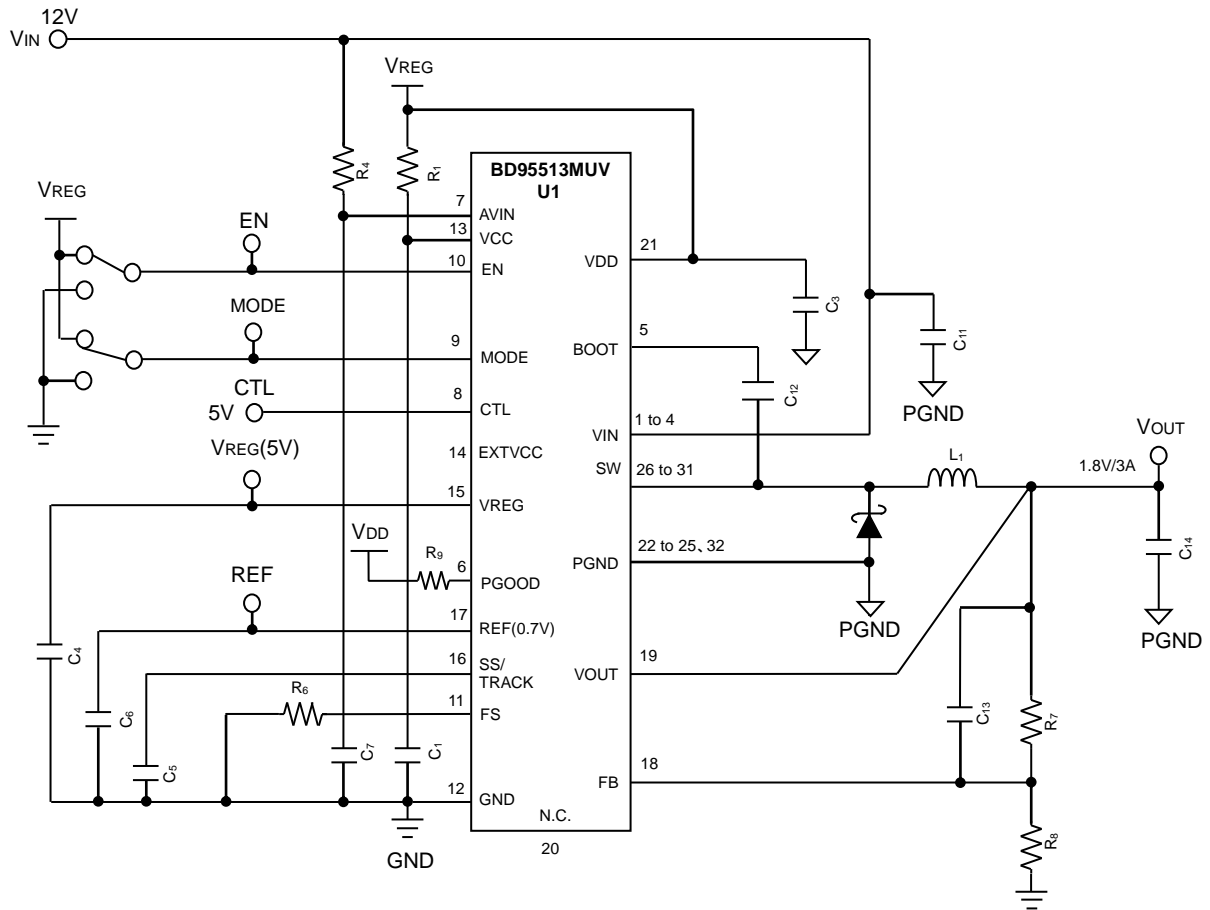 12V
VIN
VREG
R4
R1
BD95513MUV
U1
VREG
7
AVIN
EN
13
VCC
21
10
EN
VDD
MODE
C3
5
C11
9
BOOT
MODE
CTL
C12
PGND
8
5V
CTL
1 to 4
VREG(5V)
VIN
VOUT
14
EXTVCC
L1
1.8V/3A
SW
26 to 31
15
VREG
VDD
22 to 25、32
C14
R9
PGND
6
PGOOD
REF
17
PGND
PGND
REF(0.7V)
C4
16
19
SS/
TRACK
VOUT
R6
11
C6
FS
C13
R7
C7
C1
C5
18
FB
12
GND
N.C.
R8
20
GND